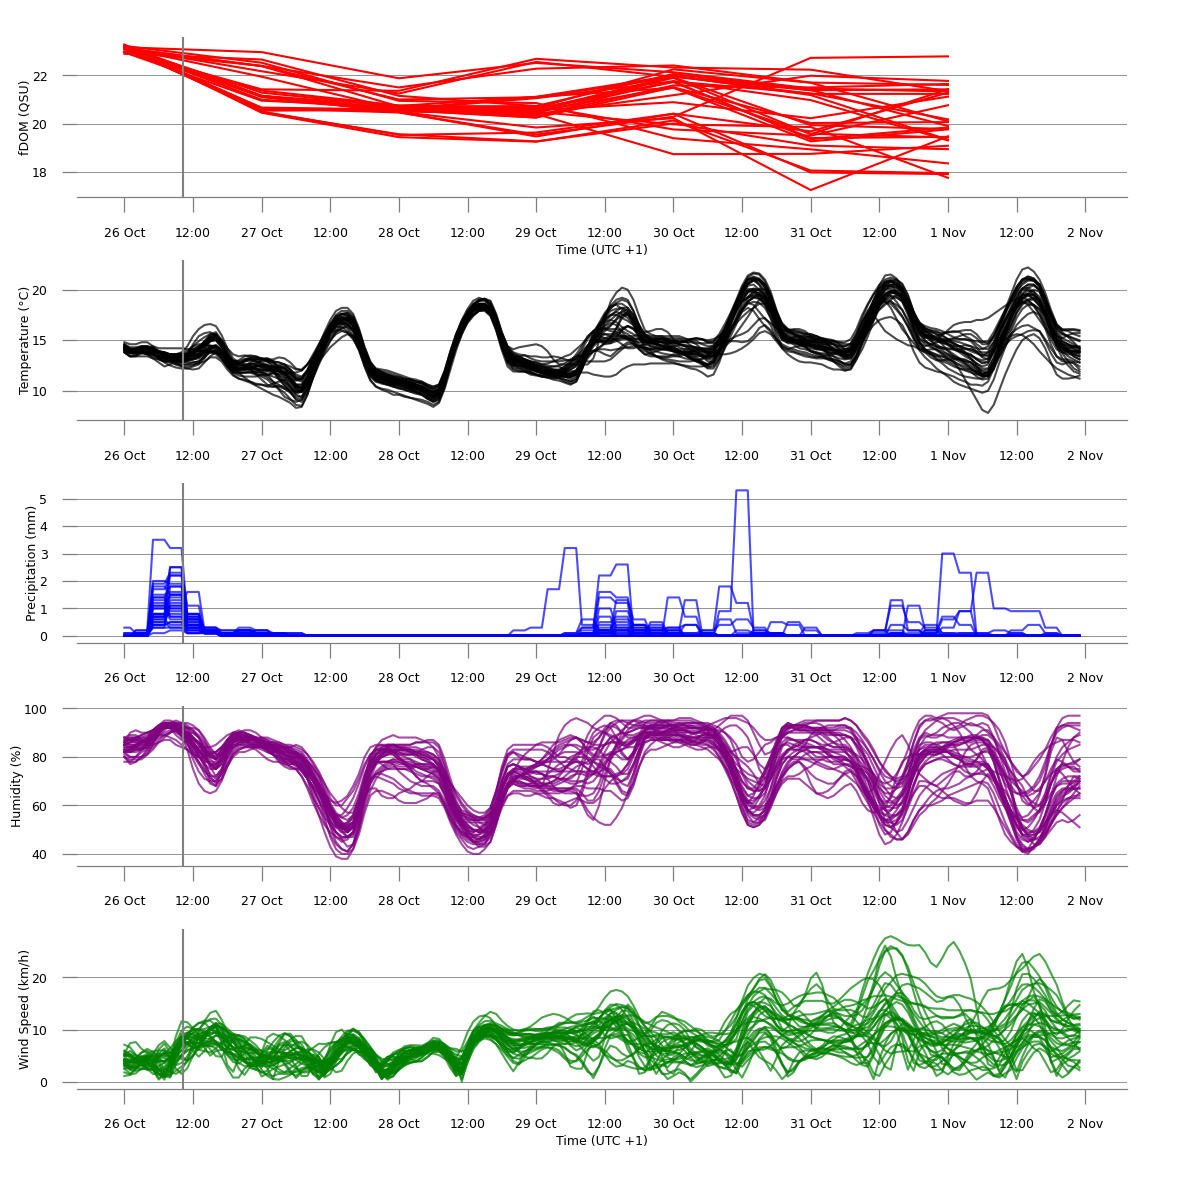 fDOM (QSU)
22
20
18
26 Oct 12:00 27 Oct 12:00 28 Oct 12:00 29 Oct 12:00 30 Oct 12:00 31 Oct 12:00 1 Nov 12:00 2 Nov
Time (UTC +1)
Temperature (°C)
20
15
10
26 Oct 12:00 27 Oct 12:00 28 Oct 12:00 29 Oct 12:00 30 Oct 12:00 31 Oct 12:00 1 Nov 12:00 2 Nov
Precipitation (mm)
5
4
3
2
1
0
26 Oct 12:00 27 Oct 12:00 28 Oct 12:00 29 Oct 12:00 30 Oct 12:00 31 Oct 12:00 1 Nov 12:00 2 Nov
Humidity (%)
100
80
60
40
26 Oct 12:00 27 Oct 12:00 28 Oct 12:00 29 Oct 12:00 30 Oct 12:00 31 Oct 12:00 1 Nov 12:00 2 Nov
Wind Speed (km/h)
20
10
0
26 Oct 12:00 27 Oct 12:00 28 Oct 12:00 29 Oct 12:00 30 Oct 12:00 31 Oct 12:00 1 Nov 12:00 2 Nov
Time (UTC +1)